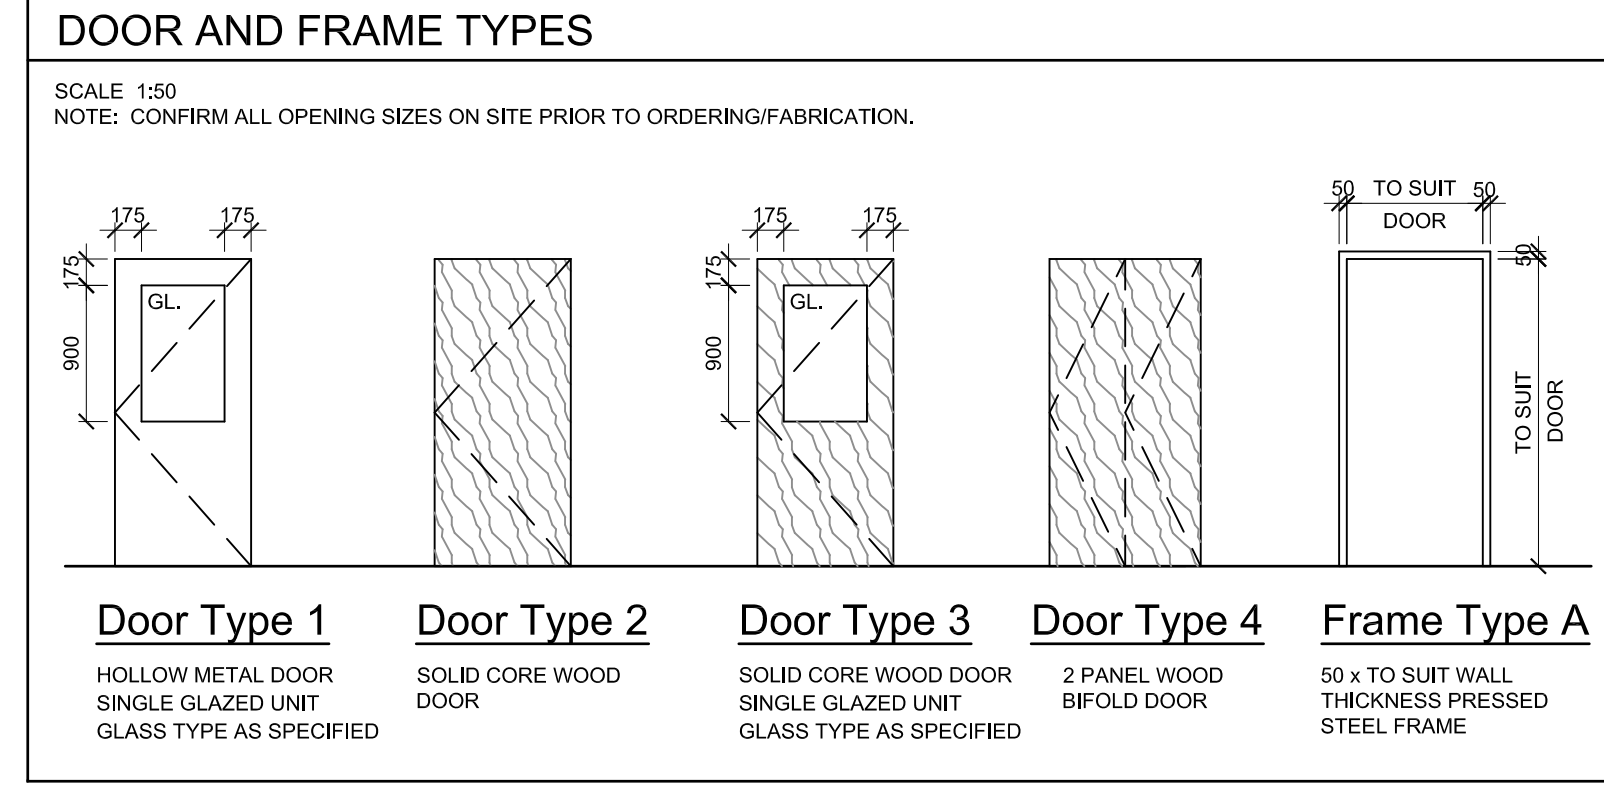 DOOR AND FRAME TYPES
SCALE 1:50
NOTE: CONFIRM ALL OPENING SIZES ON SITE PRIOR TO ORDERING/FABRICATION.
175 175
175
900
GL.
175 175
175
900
GL.
50 TO SUIT 50
DOOR
50
TO SUIT
DOOR
Door Type 1
HOLLOW METAL DOOR
SINGLE GLAZED UNIT
GLASS TYPE AS SPECIFIED
Door Type 2
SOLID CORE WOOD
DOOR
Door Type 3
SOLID CORE WOOD DOOR
SINGLE GLAZED UNIT
GLASS TYPE AS SPECIFIED
Door Type 4
2 PANEL WOOD
BIFOLD DOOR
Frame Type A
50 x TO SUIT WALL
THICKNESS PRESSED
STEEL FRAME